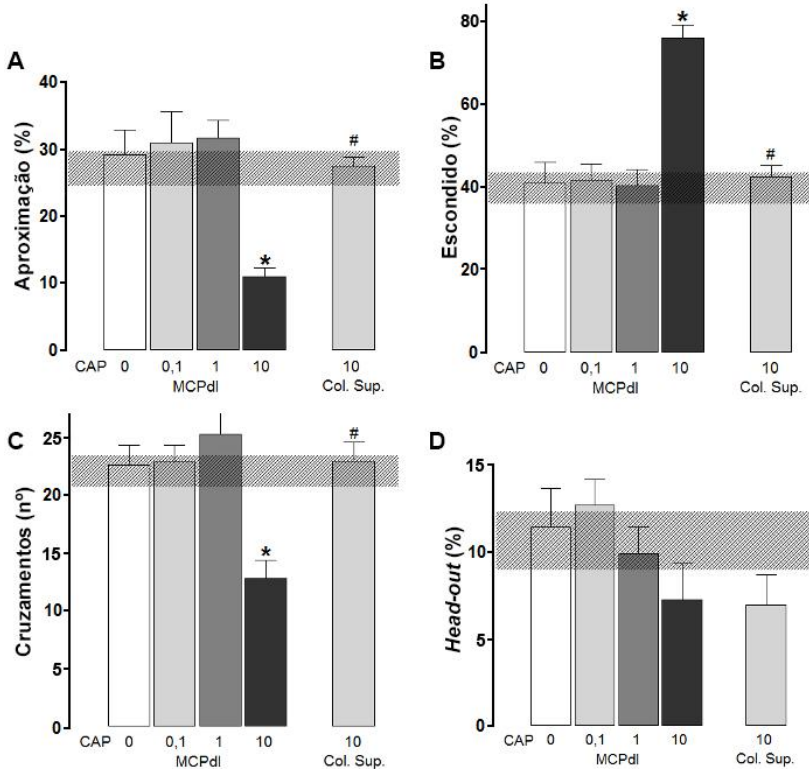 A
Aproximação (%)
40
30
20
10
0
#
*
CAP 0 0,1 1 10 10
MCPdl Col. Sup.
B
Escondido (%)
80
60
40
20
0
*
#
CAP 0 0,1 1 10 10
MCPdl Col. Sup.
C
Cruzamentos (nº)
25
20
15
10
5
0
#
*
CAP 0 0,1 1 10 10
MCPdl Col. Sup.
D
Head-out (%)
15
10
5
0
CAP 0 0,1 1 10 10
MCPdl Col. Sup.